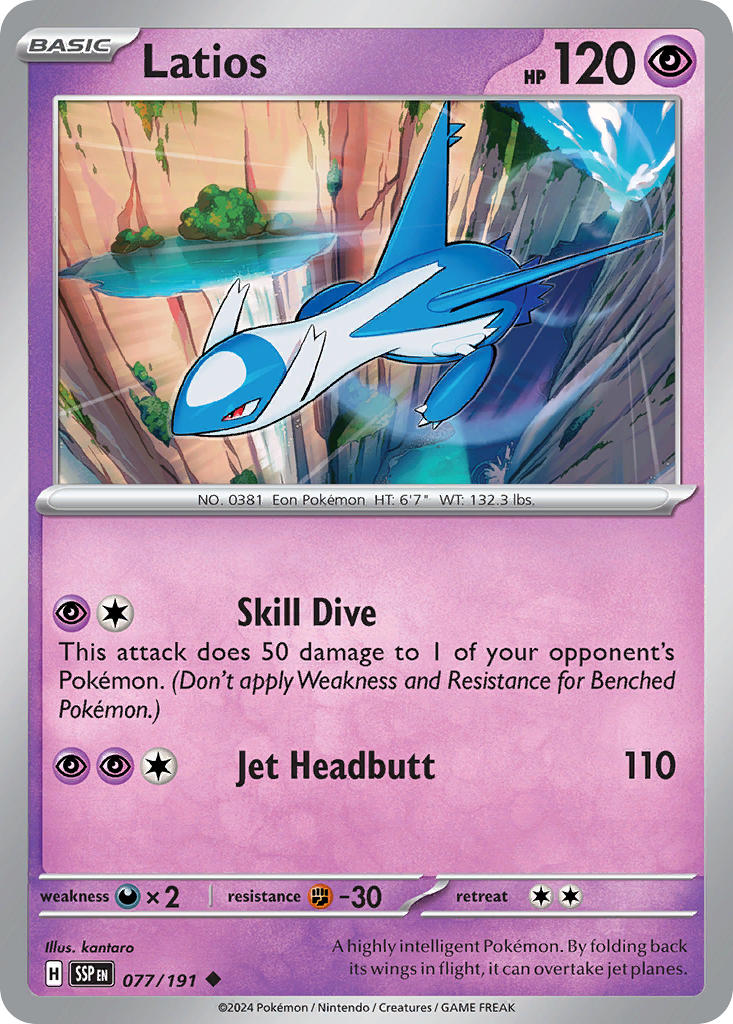 BASIC
Latios
HP 120
NO. 0381 Eon Pokémon HT: 6'7" WT: 132.3 lbs.
Skill Dive
This attack does 50 damage to 1 of your opponent's
Pokémon. (Don't apply Weakness and Resistance for Benched
Pokémon.)
Jet Headbutt 110
weakness ×2 resistance -30 retreat
Illus. kantaro
A highly intelligent Pokémon. By folding back
its wings in flight, it can overtake jet planes.
H SSP EN 077/191
©2024 Pokémon / Nintendo / Creatures / GAME FREAK